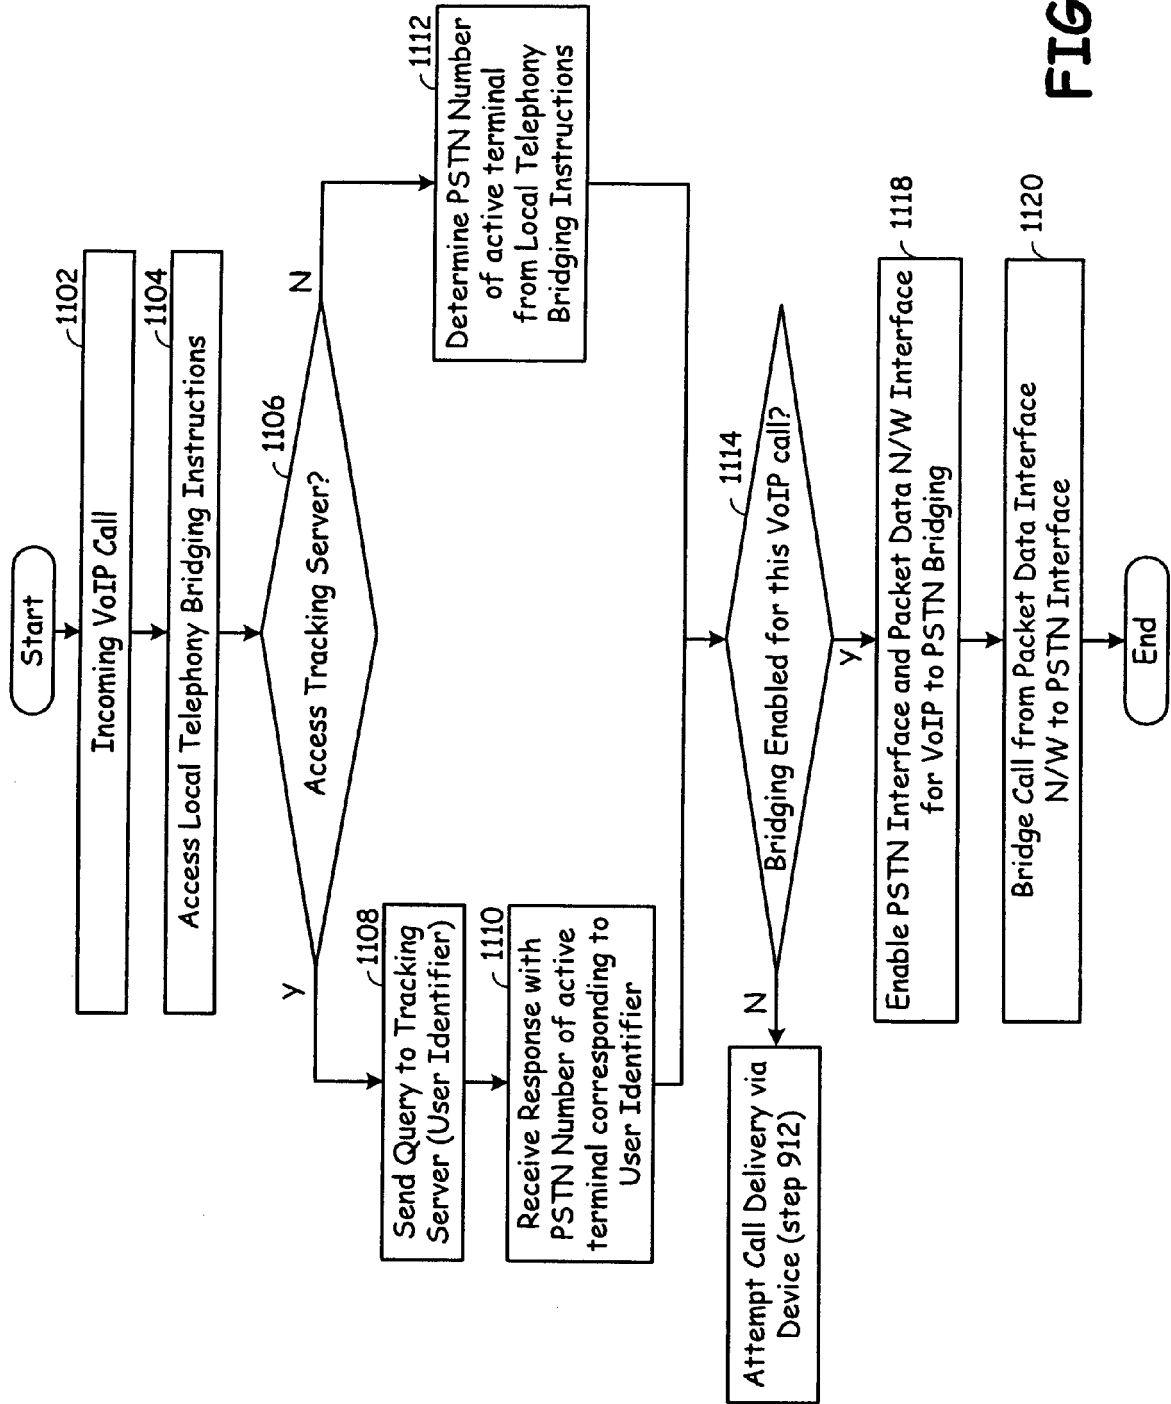 Start
1102
Incoming VoIP Call
1104
Access Local Telephony Bridging Instructions
1106
Access Tracking Server?
Y
N
1108
Send Query to Tracking
Server (User Identifier)
1110
Receive Response with
PSTN Number of active
terminal corresponding to
User Identifier
1112
Determine PSTN Number
of active terminal
from Local Telephony
Bridging Instructions
1114
Bridging Enabled for this VoIP call?
N
Y
Attempt Call Delivery via
Device (step 912)
1118
Enable PSTN Interface and Packet Data N/W Interface
for VoIP to PSTN Bridging
1120
Bridge Call from Packet Data Interface
N/W to PSTN Interface
End
FIG